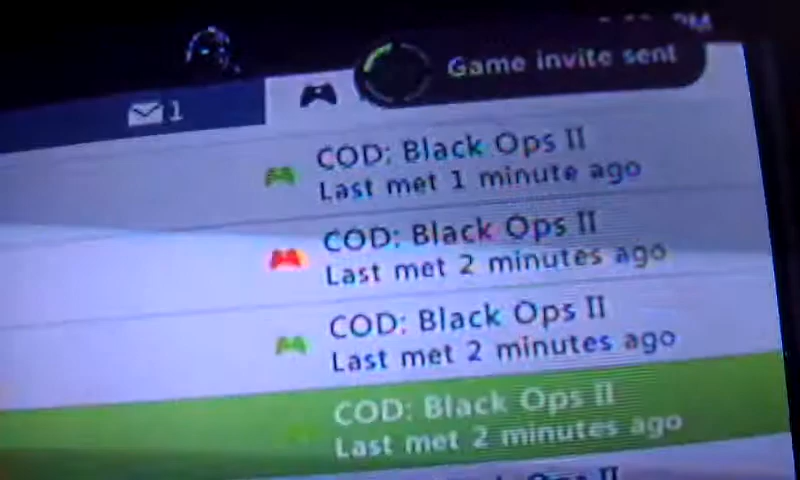 Game invite sent
1
COD: Black Ops II
Last met 1 minute ago
COD: Black Ops II
Last met 2 minutes ago
COD: Black Ops II
Last met 2 minutes ago
COD: Black Ops II
Last met 2 minutes ago
Ops II